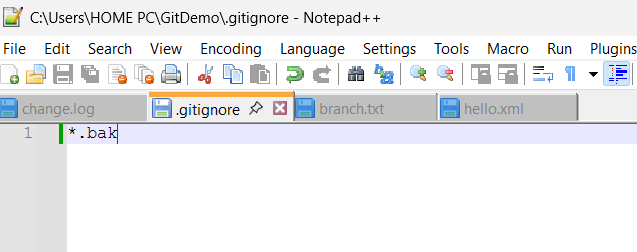 C:\Users\HOME PC\GitDemo\.gitignore - Notepad++
File Edit Search View Encoding Language Settings Tools Macro Run Plugins
change.log .gitignore branch.txt hello.xml
1 *.bak